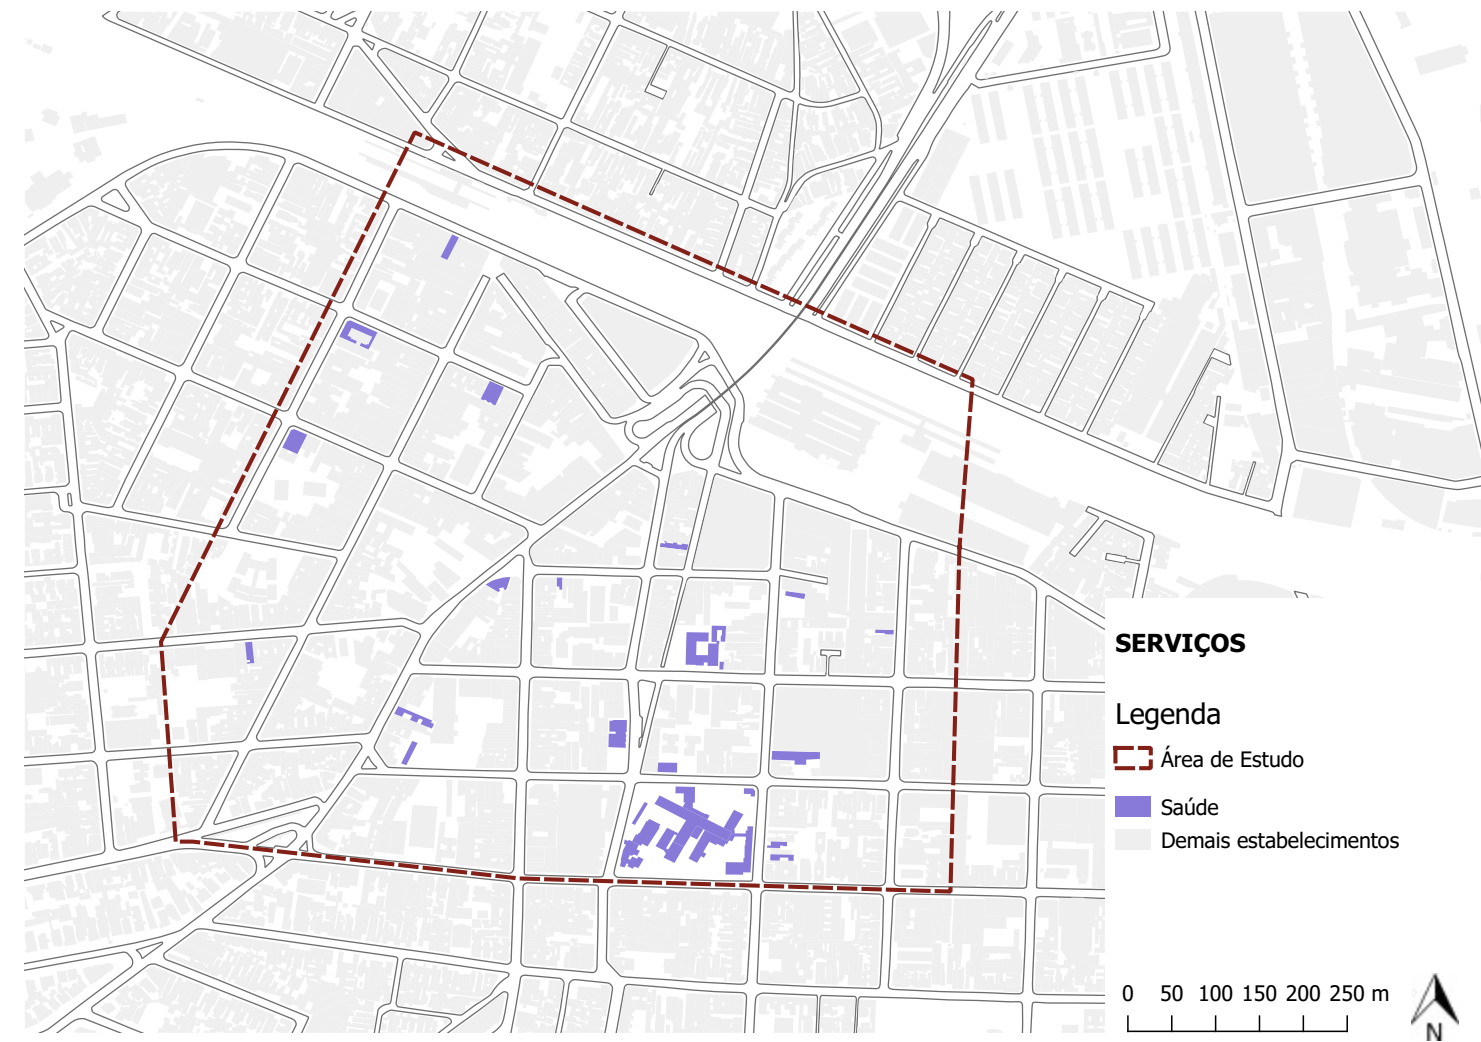 SERVIÇOS
Legenda
Área de Estudo
Saúde
Demais estabelecimentos
0 50 100 150 200 250 m
N